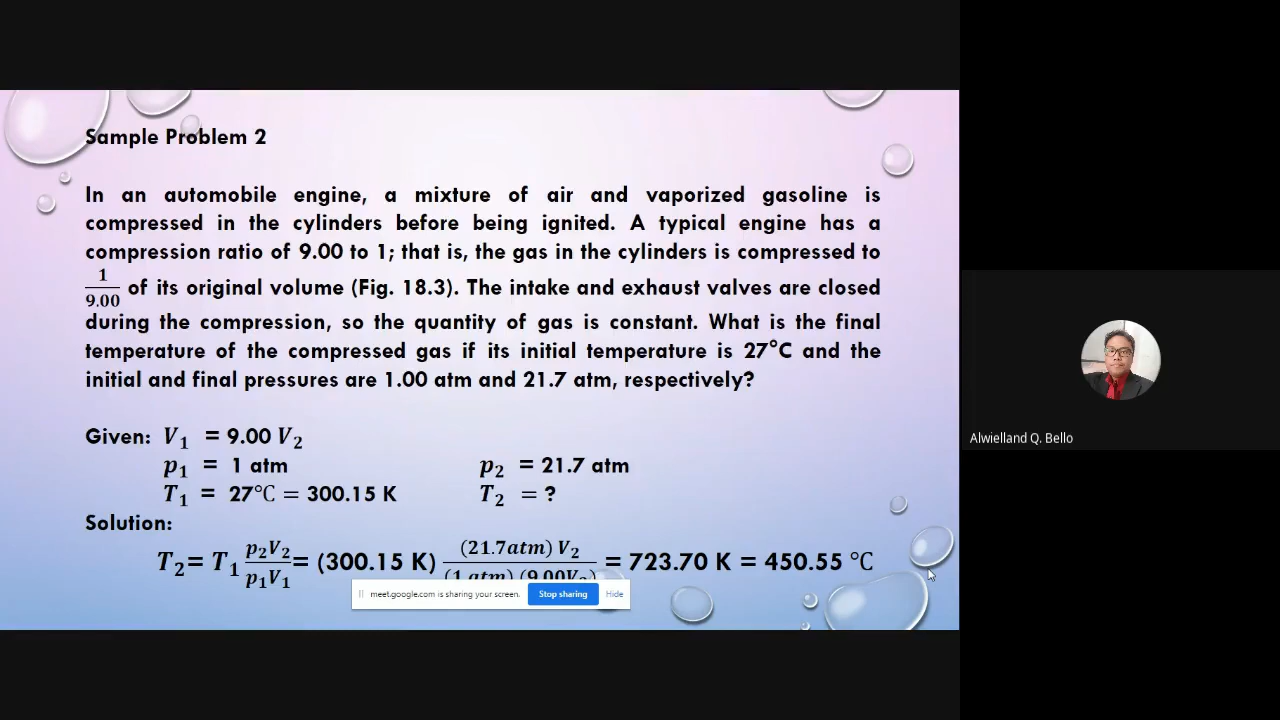 Sample Problem 2
In an automobile engine, a mixture of air and vaporized gasoline is
compressed in the cylinders before being ignited. A typical engine has a
compression ratio of 9.00 to 1; that is, the gas in the cylinders is compressed to
1/9.00 of its original volume (Fig. 18.3). The intake and exhaust valves are closed
during the compression, so the quantity of gas is constant. What is the final
temperature of the compressed gas if its initial temperature is 27°C and the
initial and final pressures are 1.00 atm and 21.7 atm, respectively?
Given: V₁ = 9.00 V₂
p₁ = 1 atm p₂ = 21.7 atm
T₁ = 27℃ = 300.15 K T₂ = ?
Solution:
T₂= T₁ p₂V₂/p₁V₁ = (300.15 K) (21.7atm) V₂/(1 atm) (9.00V₂) = 723.70 K = 450.55 ℃
meet.google.com is sharing your screen. Stop sharing Hide
Alwielland Q. Bello